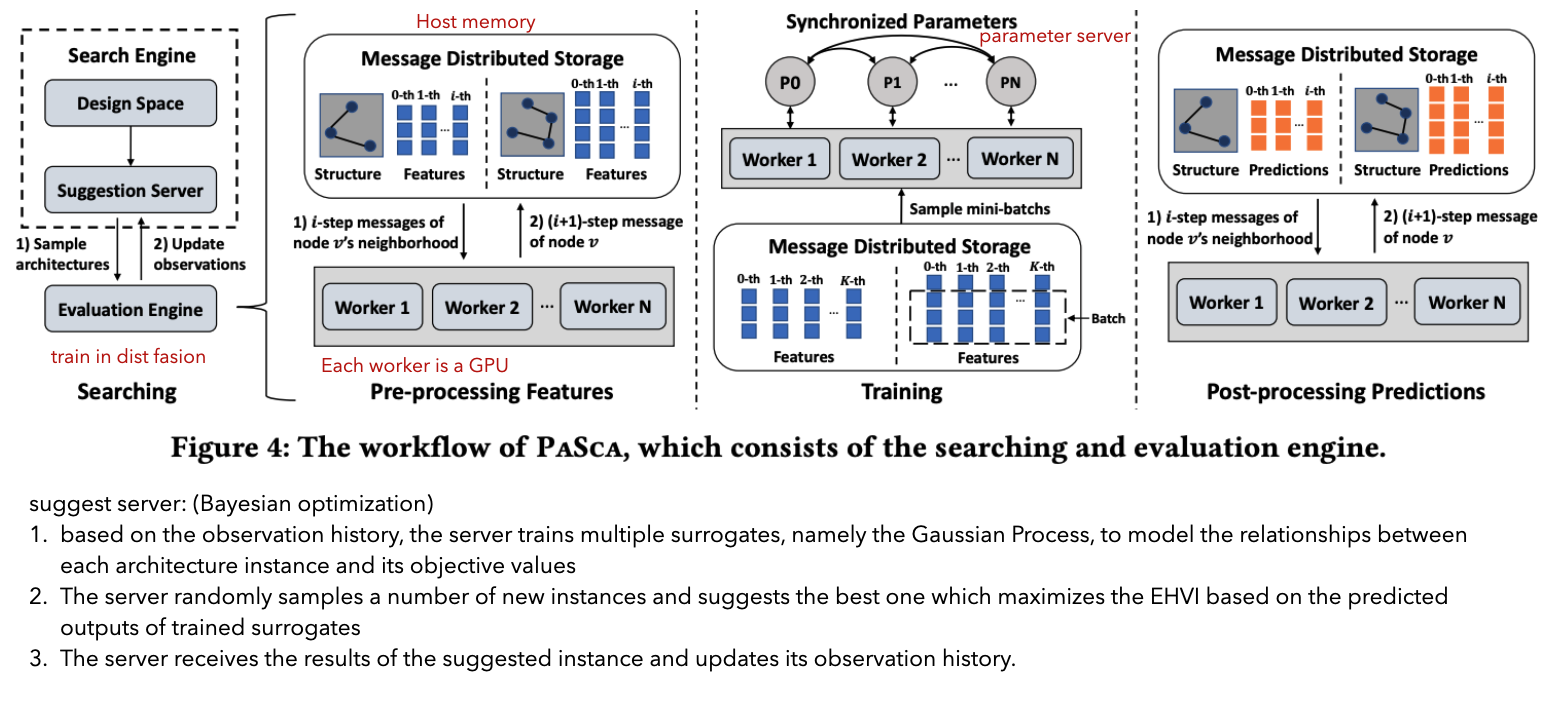 Search Engine
Design Space
Suggestion Server
1) Sample
architectures
2) Update
observations
Evaluation Engine
train in dist fasion
Searching
Host memory
Message Distributed Storage
0-th 1-th i-th
...
Structure Features
0-th 1-th i-th
...
Structure Features
1) i-step messages of
node v's neighborhood
2) (i+1)-step message
of node v
Worker 1 Worker 2 ... Worker N
Each worker is a GPU
Pre-processing Features
Synchronized Parameters
parameter server
P0 P1 ... PN
Worker 1 Worker 2 ... Worker N
Sample mini-batchs
Message Distributed Storage
0-th 1-th 2-th K-th
...
Features
0-th 1-th 2-th K-th
...
Features
Batch
Training
Message Distributed Storage
0-th 1-th i-th
...
Structure Predictions
0-th 1-th i-th
...
Structure Predictions
1) i-step messages of
node v's neighborhood
2) (i+1)-step message
of node v
Worker 1 Worker 2 ... Worker N
Post-processing Predictions
Figure 4: The workflow of PaSca, which consists of the searching and evaluation engine.
suggest server: (Bayesian optimization)
1. based on the observation history, the server trains multiple surrogates, namely the Gaussian Process, to model the relationships between
each architecture instance and its objective values
2. The server randomly samples a number of new instances and suggests the best one which maximizes the EHVI based on the predicted
outputs of trained surrogates
3. The server receives the results of the suggested instance and updates its observation history.